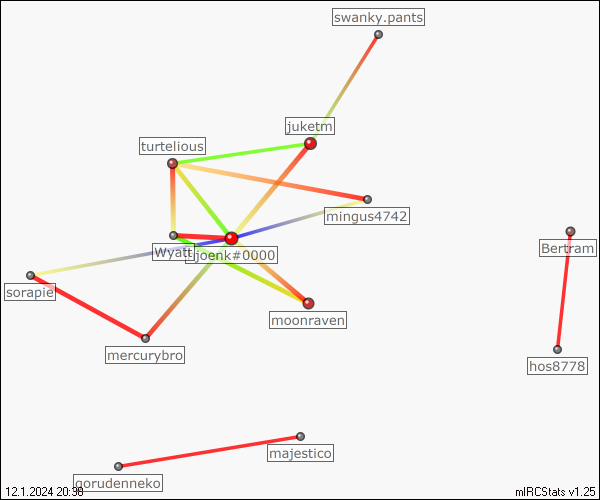 swanky.pants
juketm
turtelious
mingus4742
Wyatt
joenk#0000
Bertram
sorapie
moonraven
mercurybro
hos8778
majestico
gorudenneko
12.1.2024 20:38
mIRCStats v1.25